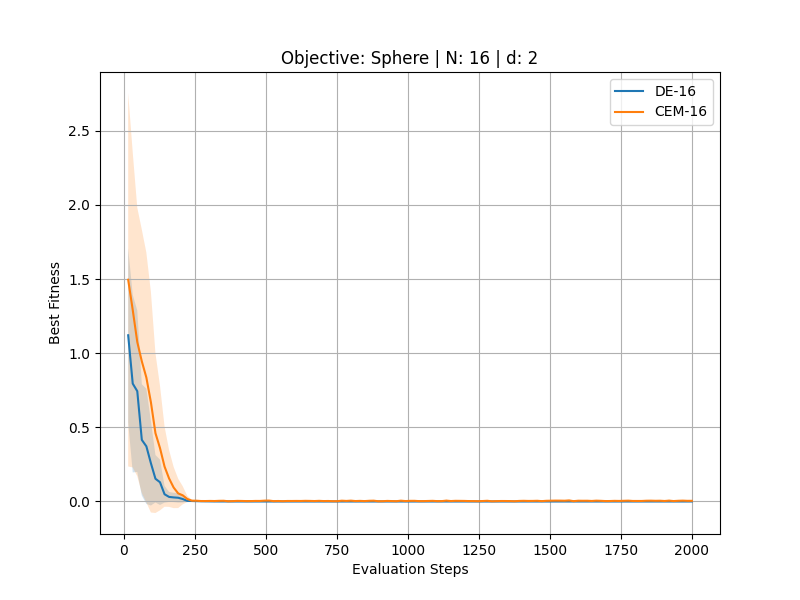 Objective: Sphere | N: 16 | d: 2
DE-16
CEM-16
Best Fitness
2.5
2.0
1.5
1.0
0.5
0.0
0 250 500 750 1000 1250 1500 1750 2000
Evaluation Steps